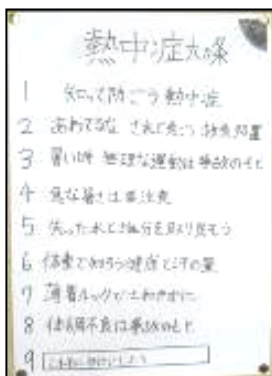 熱中症九ヶ条
1 知って防ごう熱中症
2 あわてるな されど急ごう 救急処置
3 暑い時 無理な運動は事故のもと
4 急な暑さは要注意
5 失った水と塩分を取り戻そう
6 体重で知ろう健康と汗の量
7 薄着ルックでさわやかに
8 体調不良は事故のもと
9